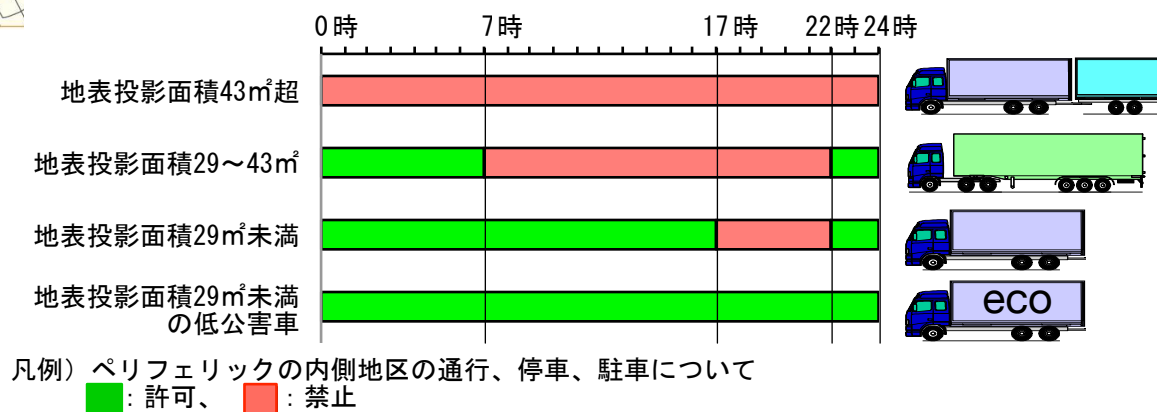 0時 7時 17時 22時 24時
地表投影面積43㎡超
地表投影面積29～43㎡
地表投影面積29㎡未満
地表投影面積29㎡未満
の低公害車
eco
凡例）ペリフェリックの内側地区の通行、停車、駐車について
：許可、 ：禁止